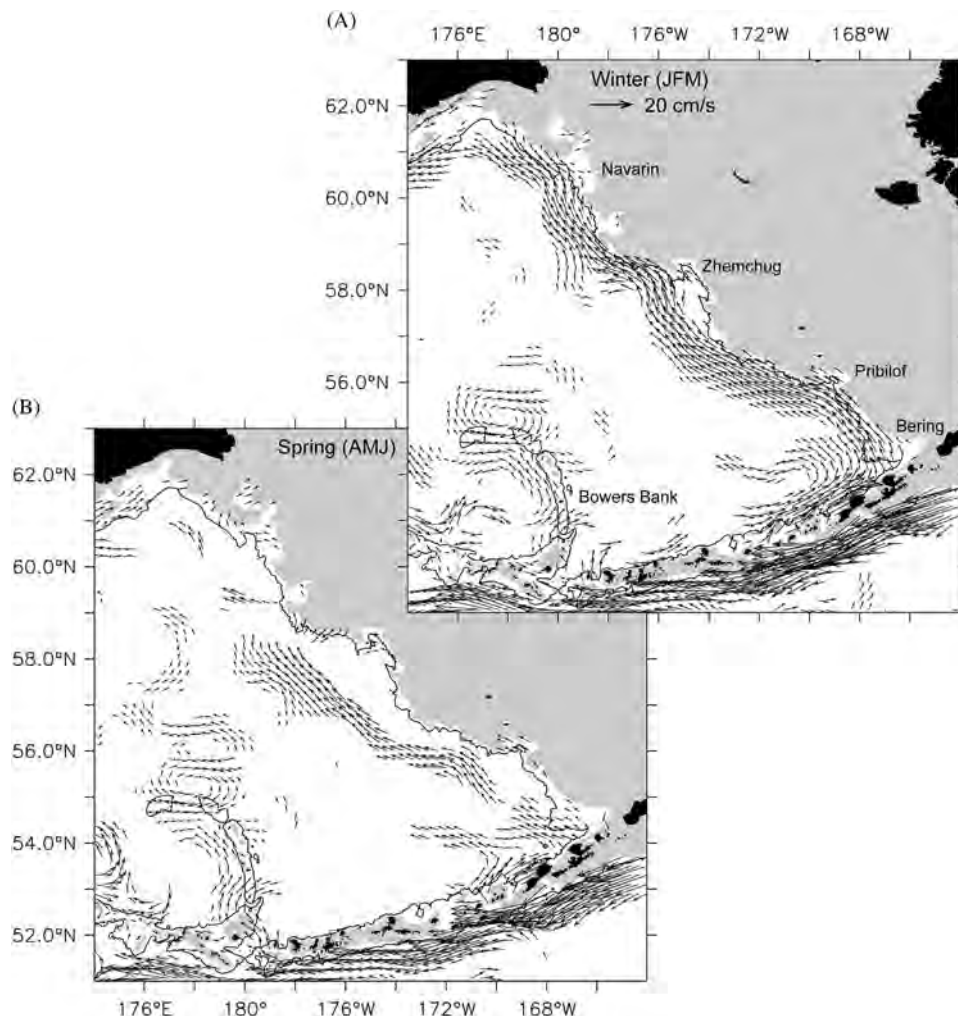 (A)
176°E 180° 176°W 172°W 168°W
Winter (JFM)
20 cm/s
62.0°N
Navarin
60.0°N
Zhemchug
58.0°N
56.0°N
Pribilof
Bering
Bowers Bank
(B)
Spring (AMJ)
62.0°N
60.0°N
58.0°N
56.0°N
54.0°N
52.0°N
176°E 180° 176°W 172°W 168°W